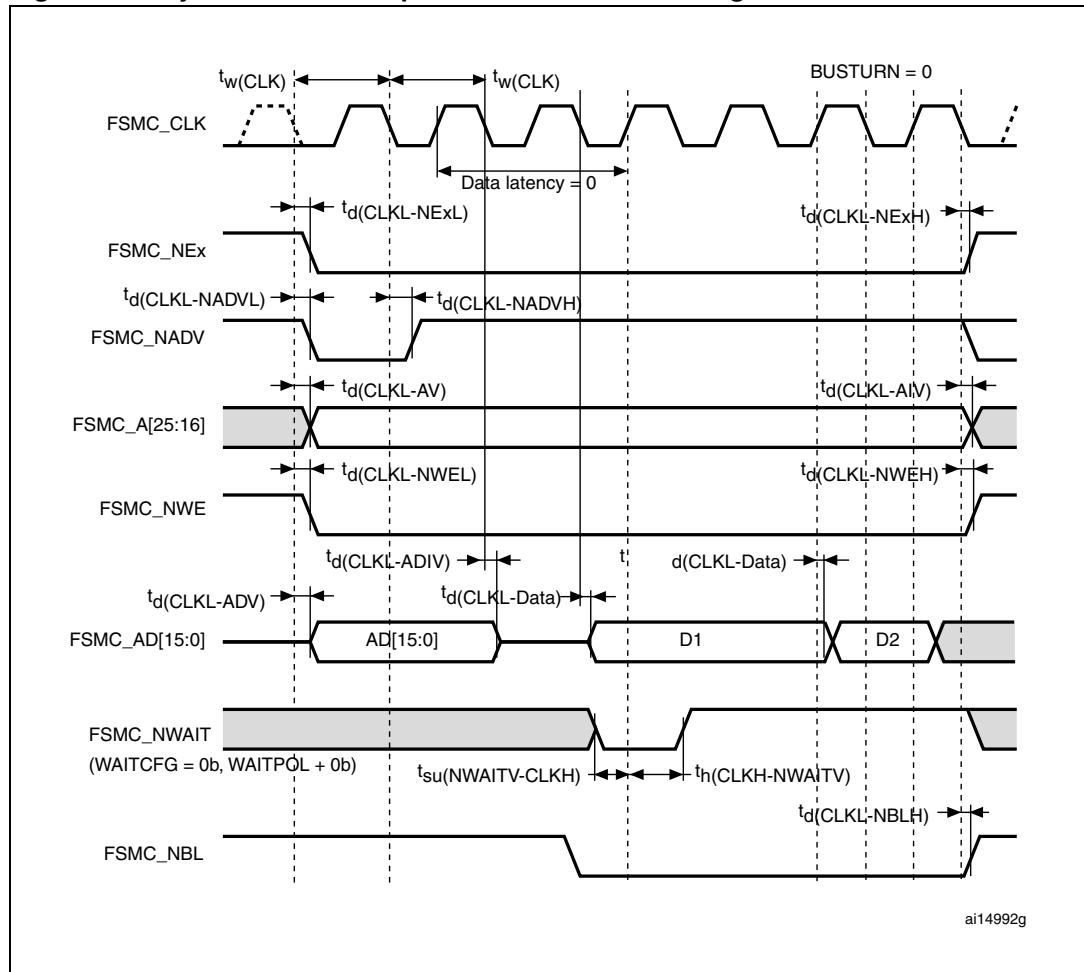 tw(CLK) tw(CLK) BUSTURN = 0
FSMC_CLK
Data latency = 0
td(CLKL-NExL) td(CLKL-NExH)
FSMC_NEx
td(CLKL-NADVL) td(CLKL-NADVH)
FSMC_NADV
td(CLKL-AV) td(CLKL-AIV)
FSMC_A[25:16]
td(CLKL-NWEL) td(CLKL-NWEH)
FSMC_NWE
td(CLKL-ADIV) t d(CLKL-Data)
td(CLKL-ADV) td(CLKL-Data)
FSMC_AD[15:0] AD[15:0] D1 D2
FSMC_NWAIT
(WAITCFG = 0b, WAITPOL + 0b)
tsu(NWAITV-CLKH) th(CLKH-NWAITV)
td(CLKL-NBLH)
FSMC_NBL
ai14992g